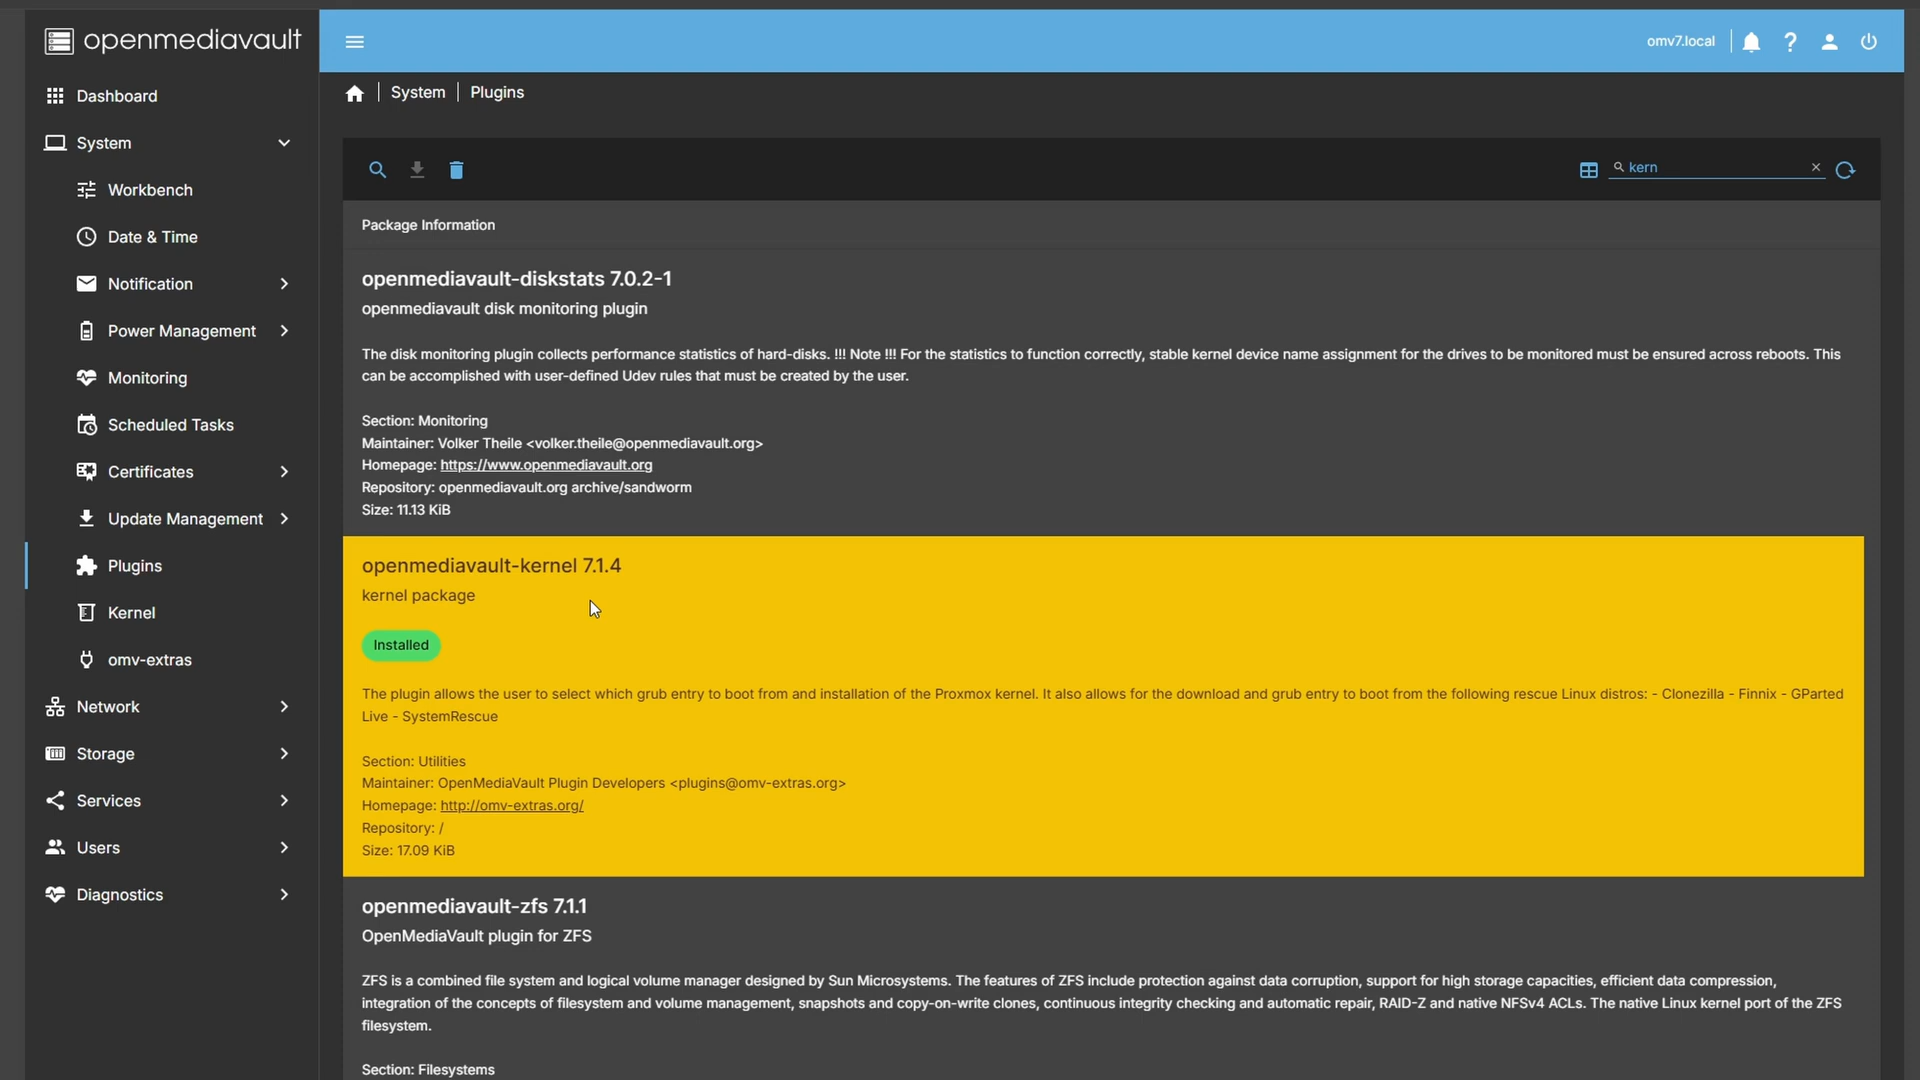 openmediavault
omv7.local
Dashboard
System
Workbench
Date & Time
Notification
Power Management
Monitoring
Scheduled Tasks
Certificates
Update Management
Plugins
Kernel
omv-extras
Network
Storage
Services
Users
Diagnostics
System | Plugins
kern
Package Information
openmediavault-diskstats 7.0.2-1
openmediavault disk monitoring plugin
The disk monitoring plugin collects performance statistics of hard-disks. !!! Note !!! For the statistics to function correctly, stable kernel device name assignment for the drives to be monitored must be ensured across reboots. This
can be accomplished with user-defined Udev rules that must be created by the user.
Section: Monitoring
Maintainer: Volker Theile <volker.theile@openmediavault.org>
Homepage: https://www.openmediavault.org
Repository: openmediavault.org archive/sandworm
Size: 11.13 KiB
openmediavault-kernel 7.1.4
kernel package
Installed
The plugin allows the user to select which grub entry to boot from and installation of the Proxmox kernel. It also allows for the download and grub entry to boot from the following rescue Linux distros: - Clonezilla - Finnix - GParted
Live - SystemRescue
Section: Utilities
Maintainer: OpenMediaVault Plugin Developers <plugins@omv-extras.org>
Homepage: http://omv-extras.org/
Repository: /
Size: 17.09 KiB
openmediavault-zfs 7.1.1
OpenMediaVault plugin for ZFS
ZFS is a combined file system and logical volume manager designed by Sun Microsystems. The features of ZFS include protection against data corruption, support for high storage capacities, efficient data compression,
integration of the concepts of filesystem and volume management, snapshots and copy-on-write clones, continuous integrity checking and automatic repair, RAID-Z and native NFSv4 ACLs. The native Linux kernel port of the ZFS
filesystem.
Section: Filesystems